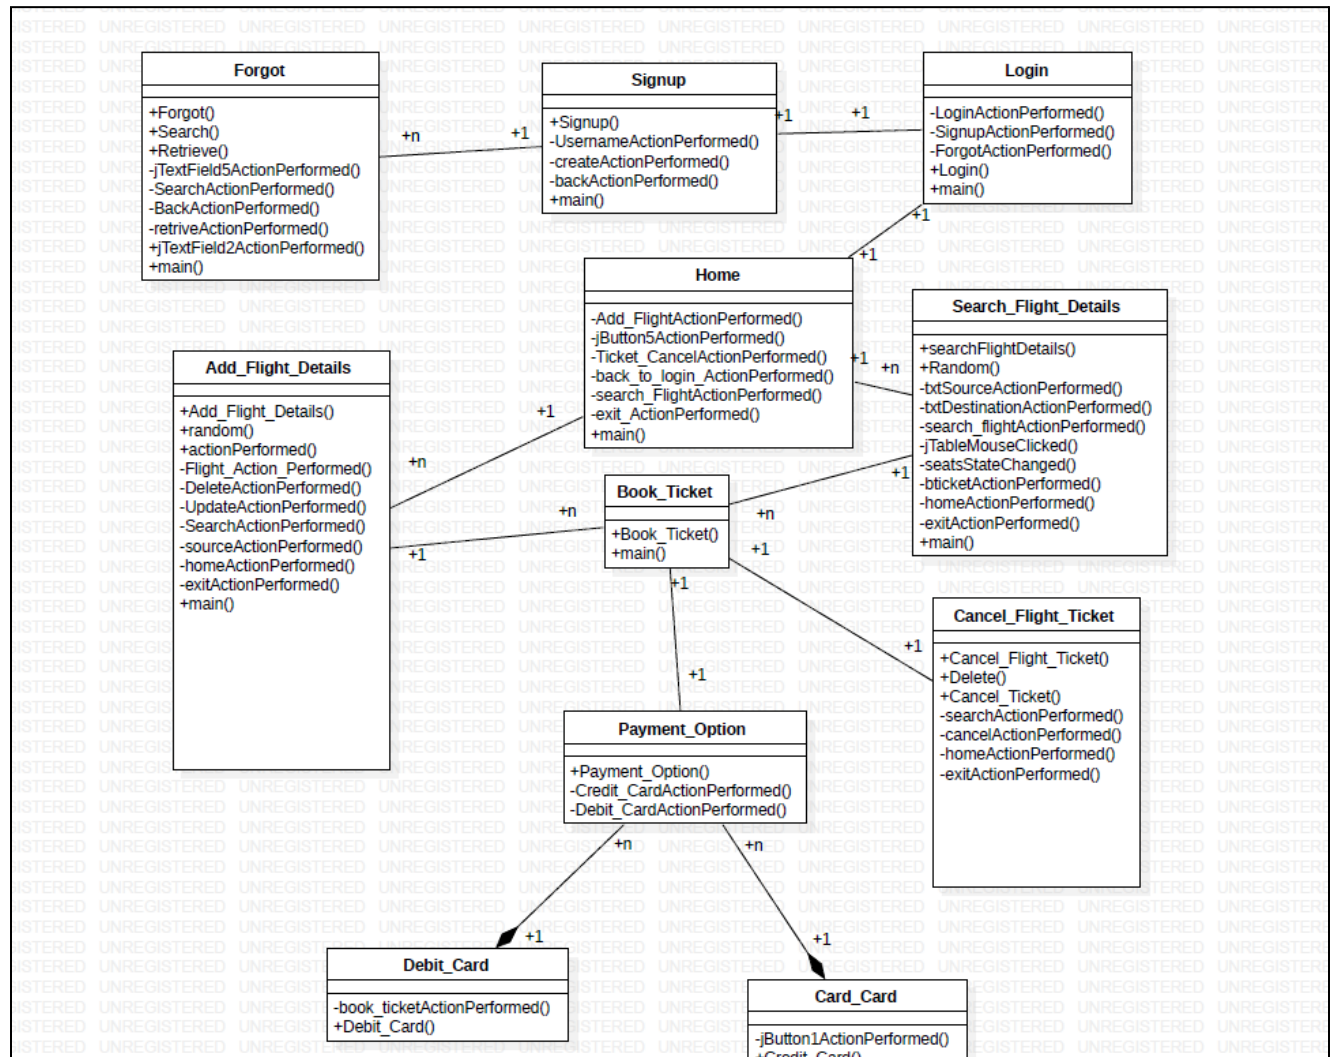 Forgot
+Forgot()
+Search()
+Retrieve()
-jTextField5ActionPerformed()
-SearchActionPerformed()
-BackActionPerformed()
-retriveActionPerformed()
+jTextField2ActionPerformed()
+main()
+n
+1
Signup
+Signup()
-UsernameActionPerformed()
-createActionPerformed()
-backActionPerformed()
+main()
+1
+1
Login
-LoginActionPerformed()
-SignupActionPerformed()
-ForgotActionPerformed()
+Login()
+main()
+1
+1
Home
-Add_FlightActionPerformed()
-jButton5ActionPerformed()
-Ticket_CancelActionPerformed()
-back_to_login_ActionPerformed()
-search_FlightActionPerformed()
-exit_ActionPerformed()
+main()
+1
+n
Search_Flight_Details
+searchFlightDetails()
+Random()
-txtSourceActionPerformed()
-txtDestinationActionPerformed()
-search_flightActionPerformed()
-jTableMouseClicked()
-seatsStateChanged()
-bticketActionPerformed()
-homeActionPerformed()
-exitActionPerformed()
+main()
Add_Flight_Details
+Add_Flight_Details()
+random()
+actionPerformed()
-Flight_Action_Performed()
-DeleteActionPerformed()
-UpdateActionPerformed()
-SearchActionPerformed()
-sourceActionPerformed()
-homeActionPerformed()
-exitActionPerformed()
+main()
+1
+n
+n
+1
Book_Ticket
+Book_Ticket()
+main()
+1
+n
+1
+1
+1
+1
Cancel_Flight_Ticket
+Cancel_Flight_Ticket()
+Delete()
+Cancel_Ticket()
-searchActionPerformed()
-cancelActionPerformed()
-homeActionPerformed()
-exitActionPerformed()
Payment_Option
+Payment_Option()
-Credit_CardActionPerformed()
-Debit_CardActionPerformed()
+n
+n
+1
+1
Debit_Card
-book_ticketActionPerformed()
+Debit_Card()
Card_Card
-jButton1ActionPerformed()
+Credit_Card()